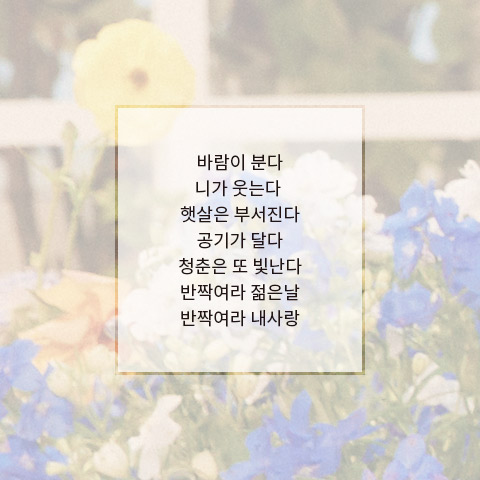 바람이 분다
니가 웃는다
햇살은 부서진다
공기가 달다
청춘은 또 빛난다
반짝여라 젊은날
반짝여라 내사랑